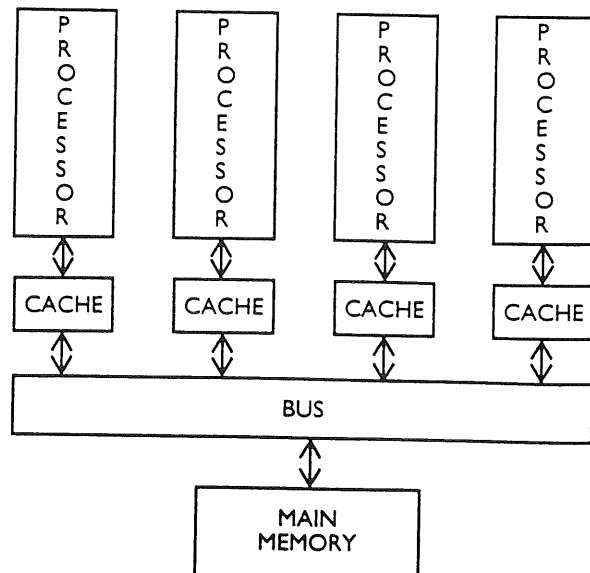 PROCESSOR
PROCESSOR
PROCESSOR
PROCESSOR
CACHE
CACHE
CACHE
CACHE
BUS
MAIN
MEMORY